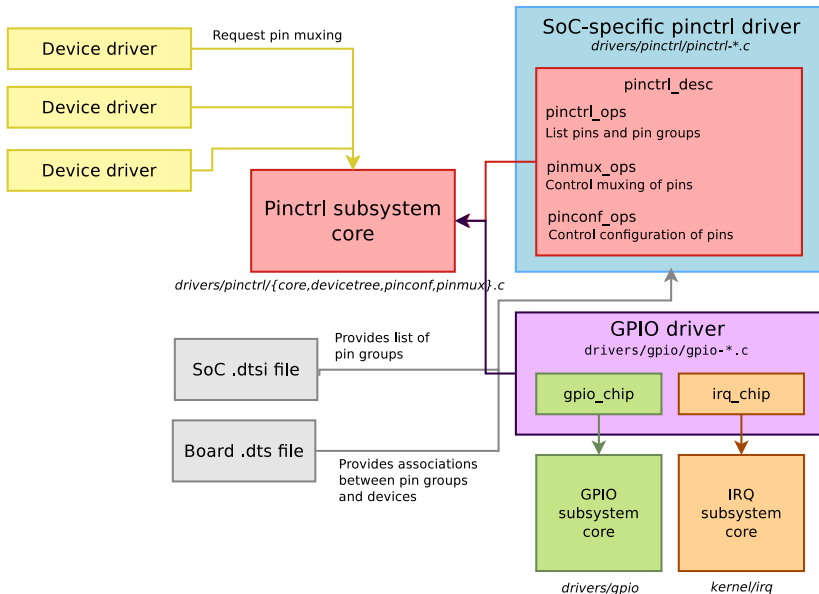 Device driver
Request pin muxing
Device driver
Device driver
SoC-specific pinctrl driver
drivers/pinctrl/pinctrl-*.c
pinctrl_desc
pinctrl_ops
List pins and pin groups
pinmux_ops
Control muxing of pins
pinconf_ops
Control configuration of pins
Pinctrl subsystem
core
drivers/pinctrl/{core,devicetree,pinconf,pinmux}.c
Provides list of
pin groups
SoC .dtsi file
Board .dts file
Provides associations
between pin groups
and devices
GPIO driver
drivers/gpio/gpio-*.c
gpio_chip
irq_chip
GPIO
subsystem
core
IRQ
subsystem
core
drivers/gpio
kernel/irq